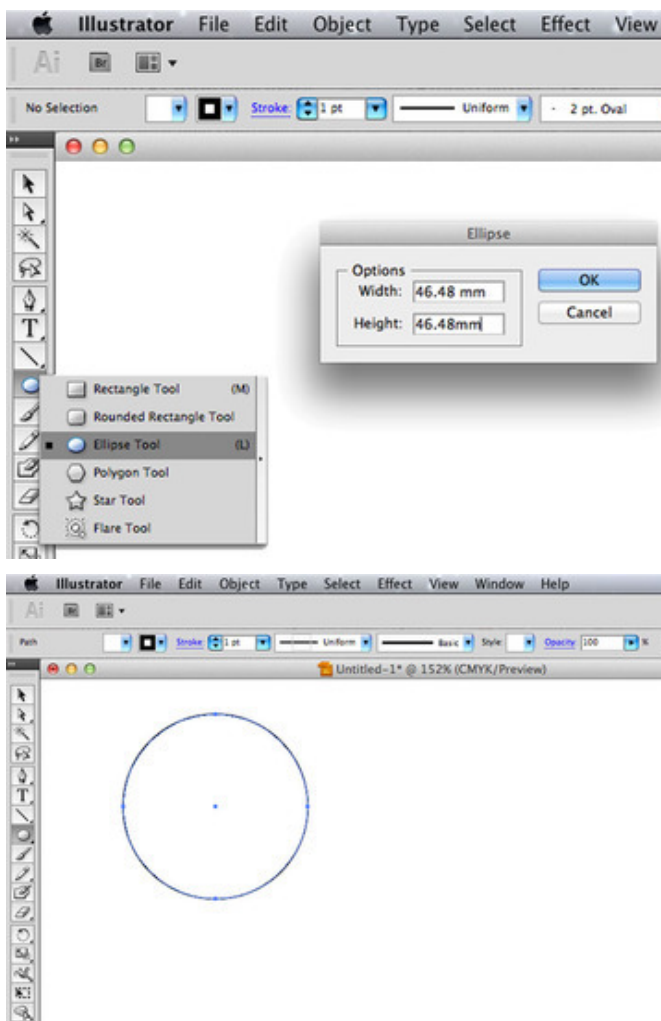 Illustrator File Edit Object Type Select Effect View
Ai Br
No Selection Stroke: 1 pt Uniform 2 pt. Oval
Ellipse
Options
Width: 46.48 mm
OK
Height: 46.48mm
Cancel
T
Rectangle Tool (M)
Rounded Rectangle Tool
Ellipse Tool (L)
Polygon Tool
Star Tool
Flare Tool
Illustrator File Edit Object Type Select Effect View Window Help
Ai Br
Path Stroke: 1 pt Uniform Basic Style: Opacity: 100 %
Untitled-1* @ 152% (CMYK/Preview)
T